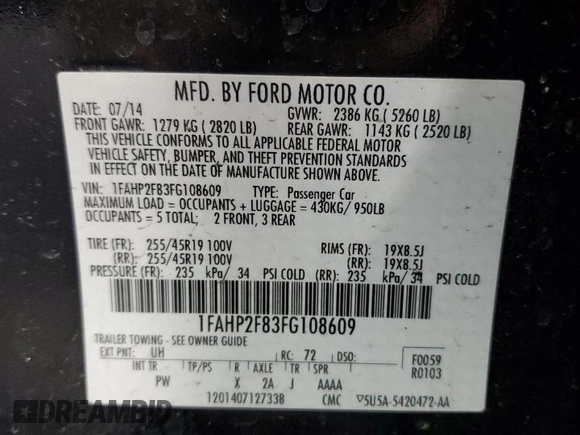 MFD. BY FORD MOTOR CO.
DATE: 07/14 GVWR: 2386 KG ( 5260 LB)
FRONT GAWR: 1279 KG ( 2820 LB) REAR GAWR: 1143 KG ( 2520 LB)
THIS VEHICLE CONFORMS TO ALL APPLICABLE FEDERAL MOTOR
VEHICLE SAFETY, BUMPER, AND THEFT PREVENTION STANDARDS
IN EFFECT ON THE DATE OF MANUFACTURE SHOWN ABOVE.
VIN: 1FAHP2F83FG108609 TYPE: Passenger Car
MAXIMUM LOAD = OCCUPANTS + LUGGAGE = 430KG/ 950LB
OCCUPANTS = 5 TOTAL; 2 FRONT, 3 REAR
TIRE (FR): 255/45R19 100V RIMS (FR): 19X8.5J
(RR): 255/45R19 100V (RR): 19X8.5J
PRESSURE (FR): 235 kPa/ 34 PSI COLD (RR): 235 kPa/ 34 PSI COLD
1FAHP2F83FG108609
TRAILER TOWING - SEE OWNER GUIDE
EXT PNT: UH RC: 72 DSO: F0059
INT TR TP/PS R AXLE TR SPR R0103
PW X 2A J AAAA
1201407127338 CMC ▽5U5A-5420472-AA
DREAMBID